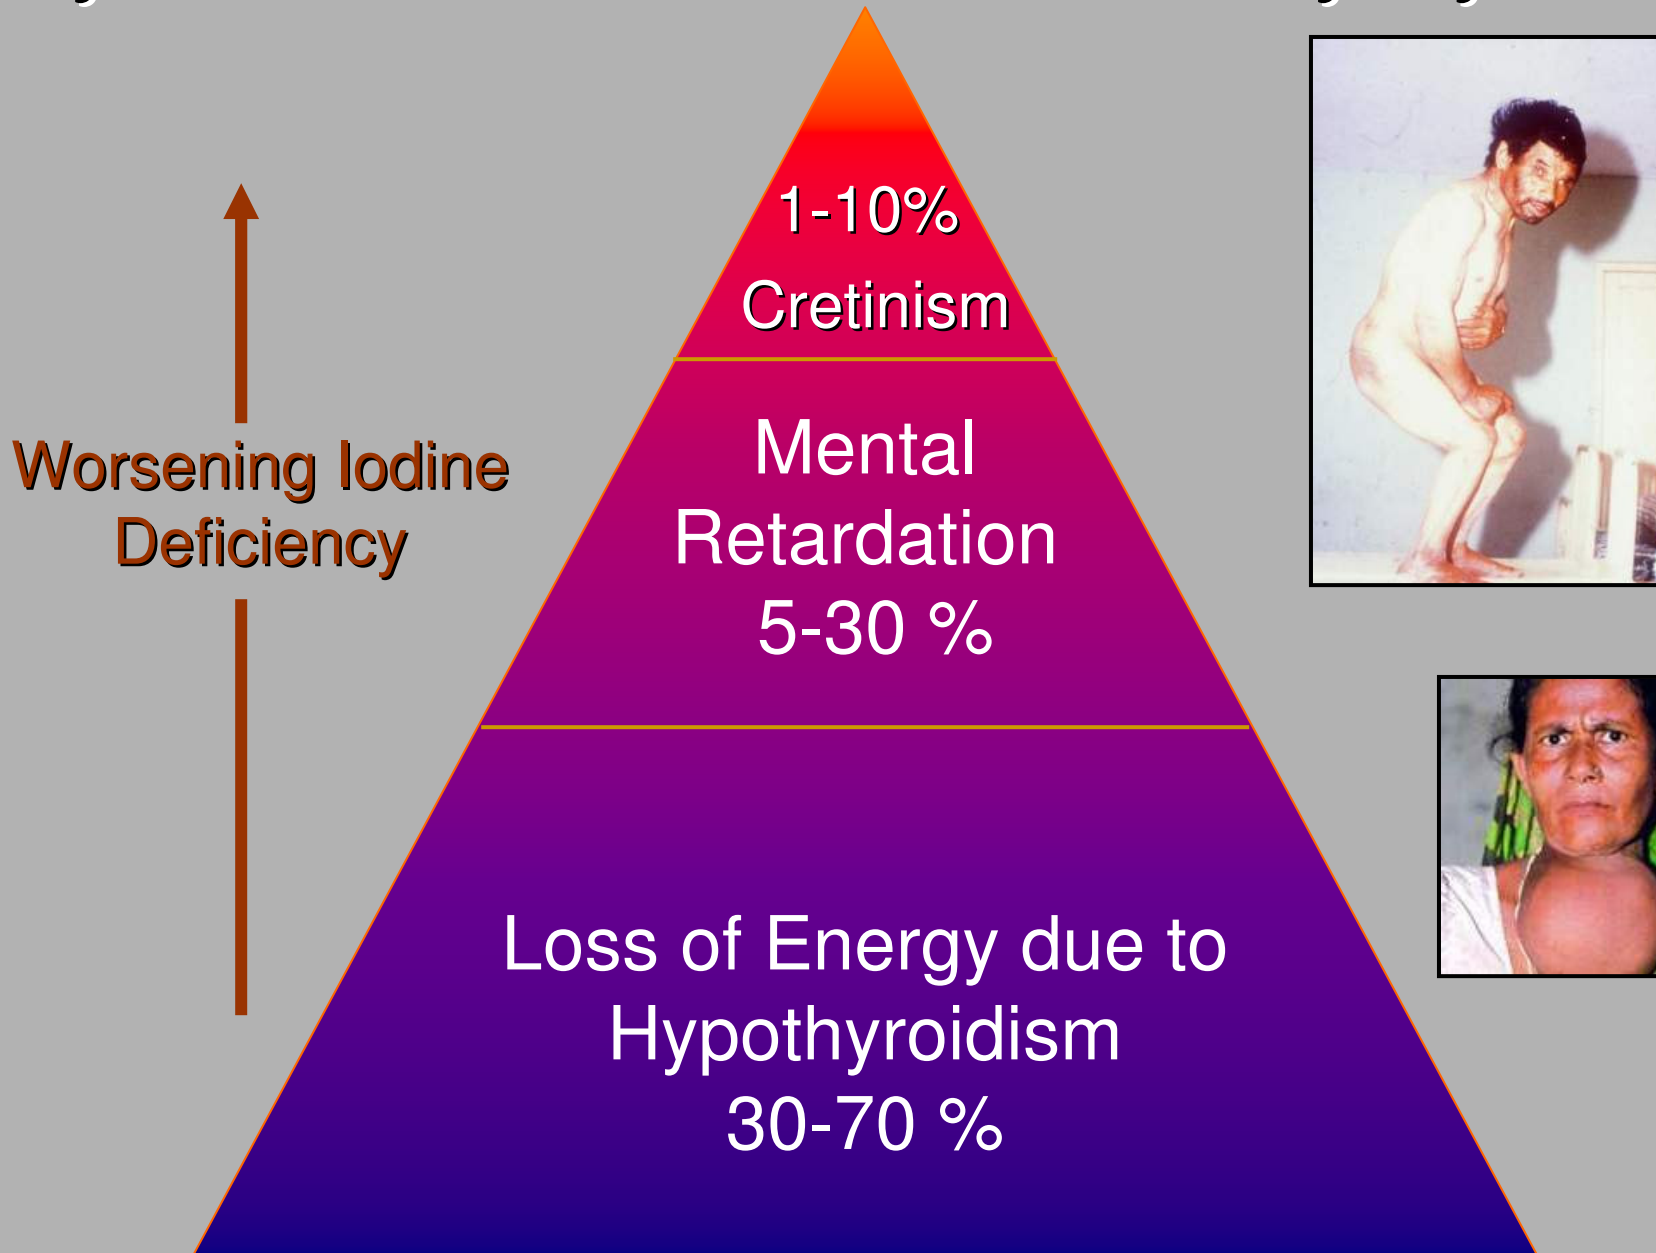 1-10%
Cretinism
Worsening Iodine
Deficiency
Mental
Retardation
5-30 %
Loss of Energy due to
Hypothyroidism
30-70 %